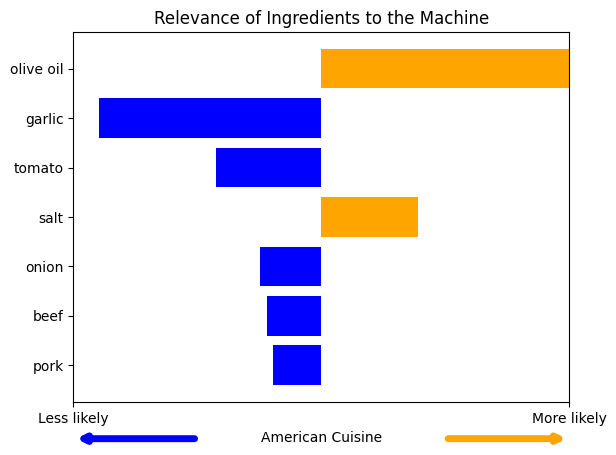 Relevance of Ingredients to the Machine
olive oil
garlic
tomato
salt
onion
beef
pork
Less likely
More likely
American Cuisine